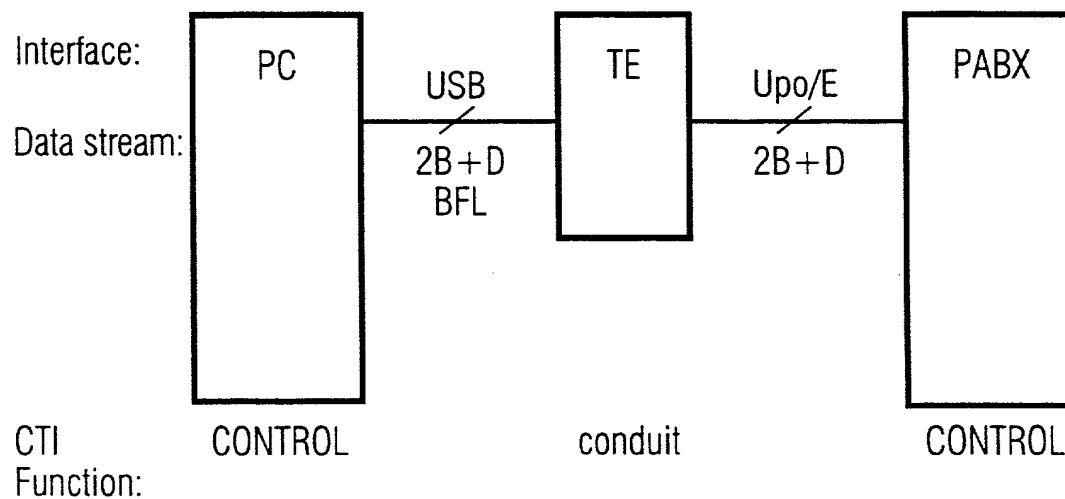 Interface:
PC
TE
PABX
USB
Upo/E
Data stream:
2B+D
BFL
2B+D
CTI
Function:
CONTROL
conduit
CONTROL